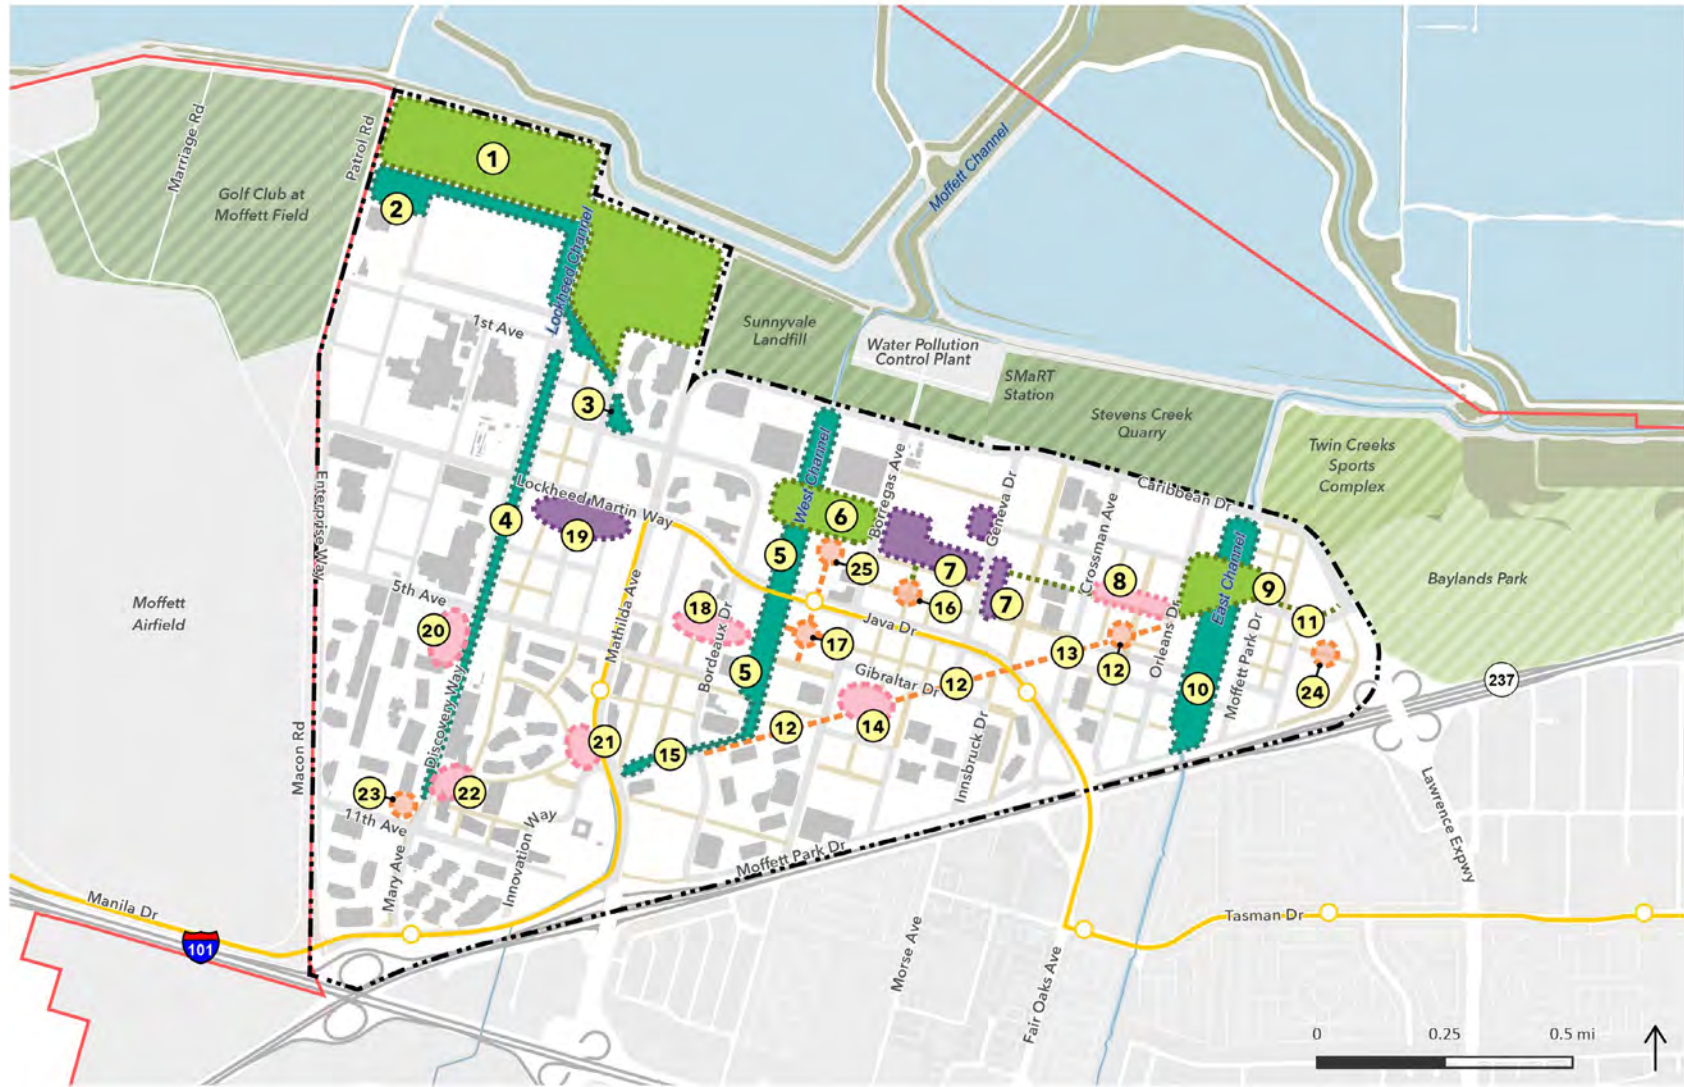 Marriage Rd
Patrol Rd
Golf Club at
Moffett Field
1
2
Lockheed Channel
Moffett Channel
1st Ave
Sunnyvale
Landfill
Water Pollution
Control Plant
SMaRT
Station
Stevens Creek
Quarry
Twin Creeks
Sports
Complex
Baylands Park
3
4
Enterprise Way
Lockheed Martin Way
19
West Channel
6
5
Borregas Ave
Geneva Dr
Crossman Ave
Caribbean Dr
East Channel
25
7
7
8
9
11
16
Moffett
Airfield
5th Ave
20
Mathilda Ave
18
Bordeaux Dr
5
17
Java Dr
Gibraltar Dr
12
13
12
Orleans Dr
10
Moffett Park Dr
24
237
Macon Rd
Discovery Way
21
15
12
14
Innsbruck Dr
23
22
11th Ave
Mary Ave
Innovation Way
Moffett Park Dr
Lawrence Expwy
Manila Dr
101
Morse Ave
Fair Oaks Ave
Tasman Dr
0 0.25 0.5 mi